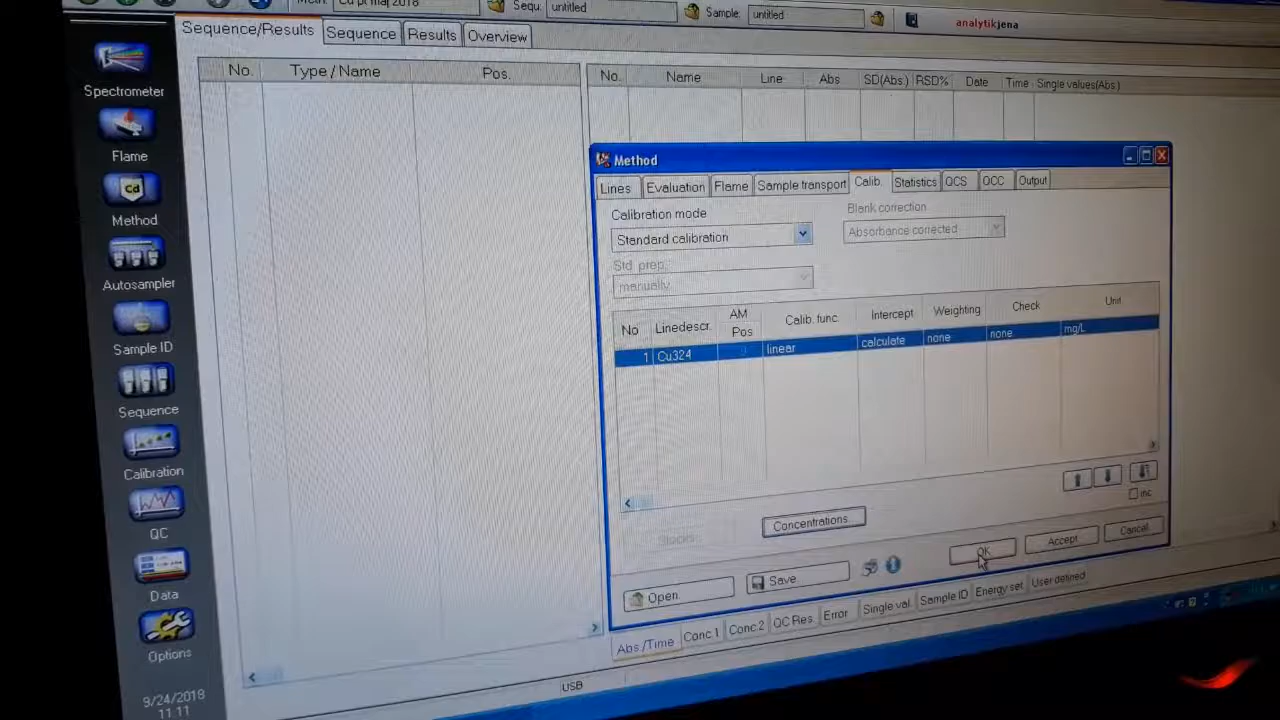 Sequ: untitled
Sample: untitled
analytikjena
Sequence/Results Sequence Results Overview
Spectrometer
Flame
Cd
Method
Autosampler
Sample ID
Sequence
Calibration
QC
Data
Options
9/24/2018
11:11
No. Type / Name Pos.
No. Name Line Abs SD(Abs) RSD% Date Time Single values(Abs)
Method
Lines Evaluation Flame Sample transport Calib. Statistics QCS QCC Output
Calibration mode
Standard calibration
Blank correction
Absorbance corrected
Std. prep.:
manually
No Linedescr. AM Pos Calib. func. Intercept Weighting Check Unit
1 Cu324 linear calculate none none mg/L
inc
Concentrations...
Stocks...
OK Accept Cancel
Open... Save...
Abs./Time Conc.1 Conc.2 QC Res. Error Single val. Sample ID Energy set. User defined
USB